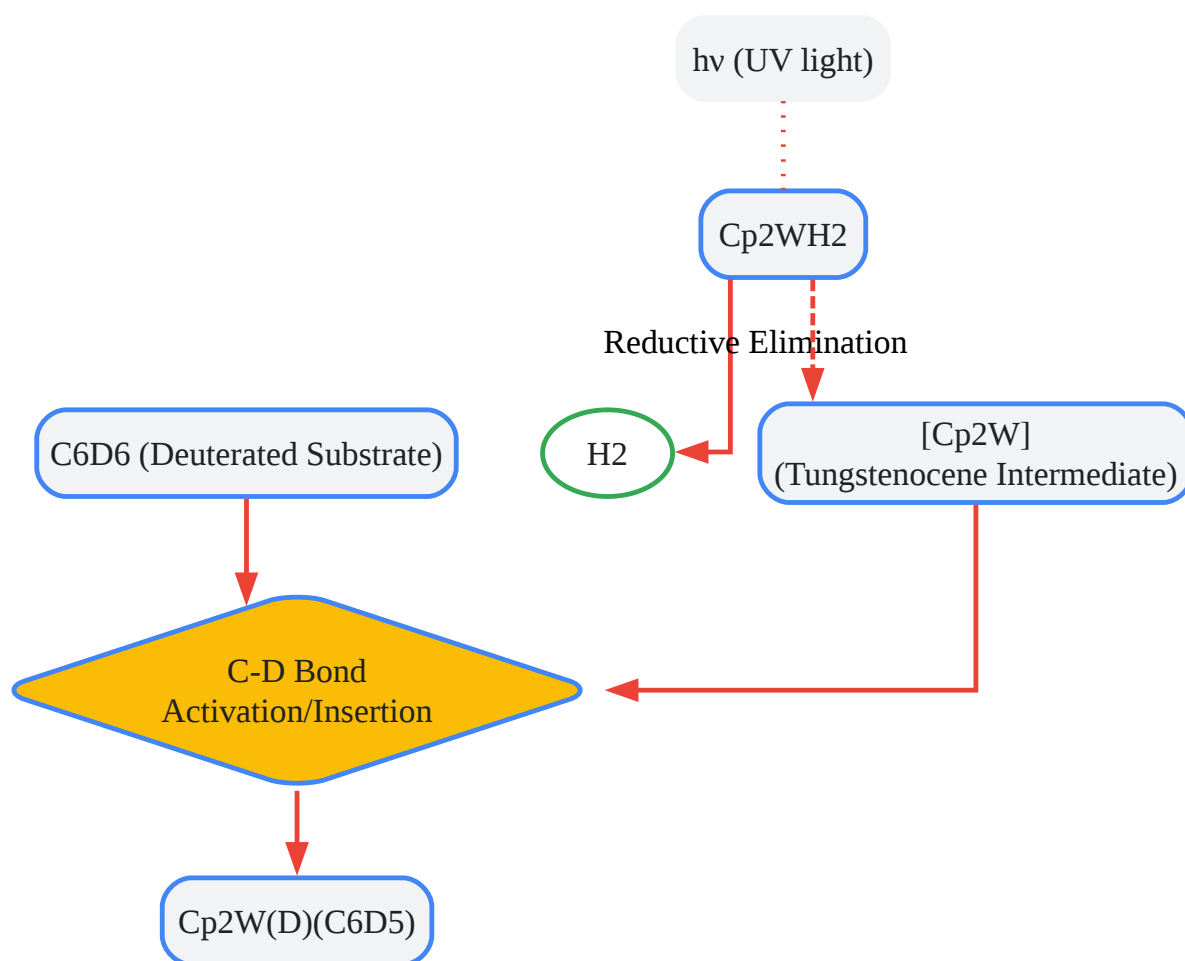 hν (UV light)
Cp2WH2
Reductive Elimination
C6D6 (Deuterated Substrate)
H2
[Cp2W]
(Tungstenocene Intermediate)
C-D Bond
Activation/Insertion
Cp2W(D)(C6D5)